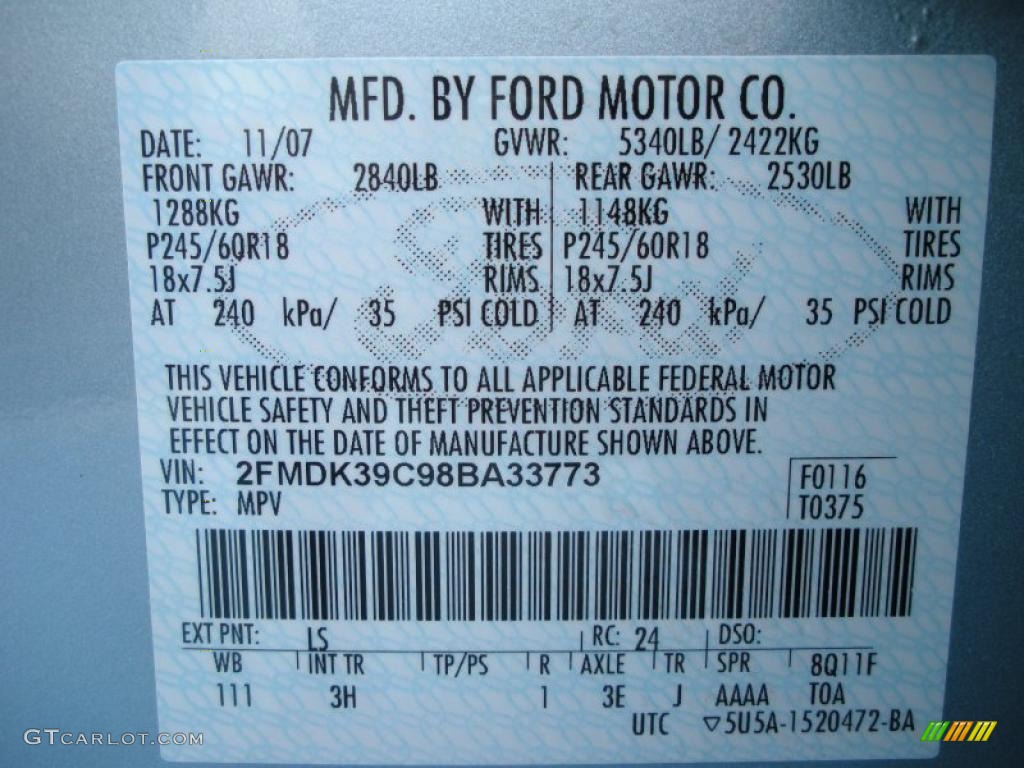 MFD. BY FORD MOTOR CO.
DATE: 11/07 GVWR: 5340LB/ 2422KG
FRONT GAWR: 2840LB REAR GAWR: 2530LB
1288KG WITH 1148KG WITH
P245/60R18 TIRES P245/60R18 TIRES
18x7.5J RIMS 18x7.5J RIMS
AT 240 kPa/ 35 PSI COLD AT 240 kPa/ 35 PSI COLD
THIS VEHICLE CONFORMS TO ALL APPLICABLE FEDERAL MOTOR
VEHICLE SAFETY AND THEFT PREVENTION STANDARDS IN
EFFECT ON THE DATE OF MANUFACTURE SHOWN ABOVE.
VIN: 2FMDK39C98BA33773 F0116
TYPE: MPV T0375
EXT PNT: LS RC: 24 DSO:
WB INT TR TP/PS R AXLE TR SPR 8Q11F
111 3H 1 3E J AAAA TOA
UTC ▽5U5A-1520472-BA
GTCARLOT.COM